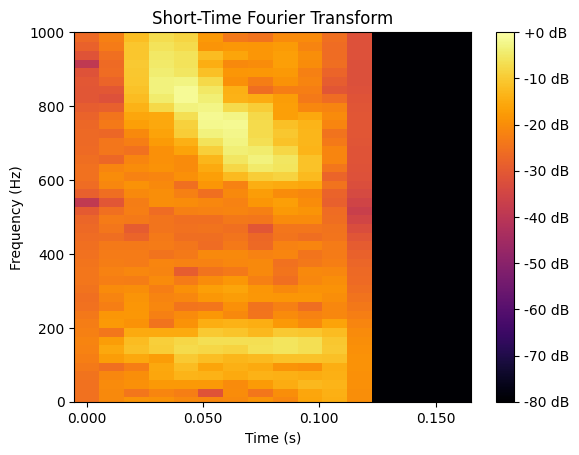 Short-Time Fourier Transform
1000
800
600
400
200
0
Frequency (Hz)
0.000
0.050
0.100
0.150
Time (s)
+0 dB
-10 dB
-20 dB
-30 dB
-40 dB
-50 dB
-60 dB
-70 dB
-80 dB